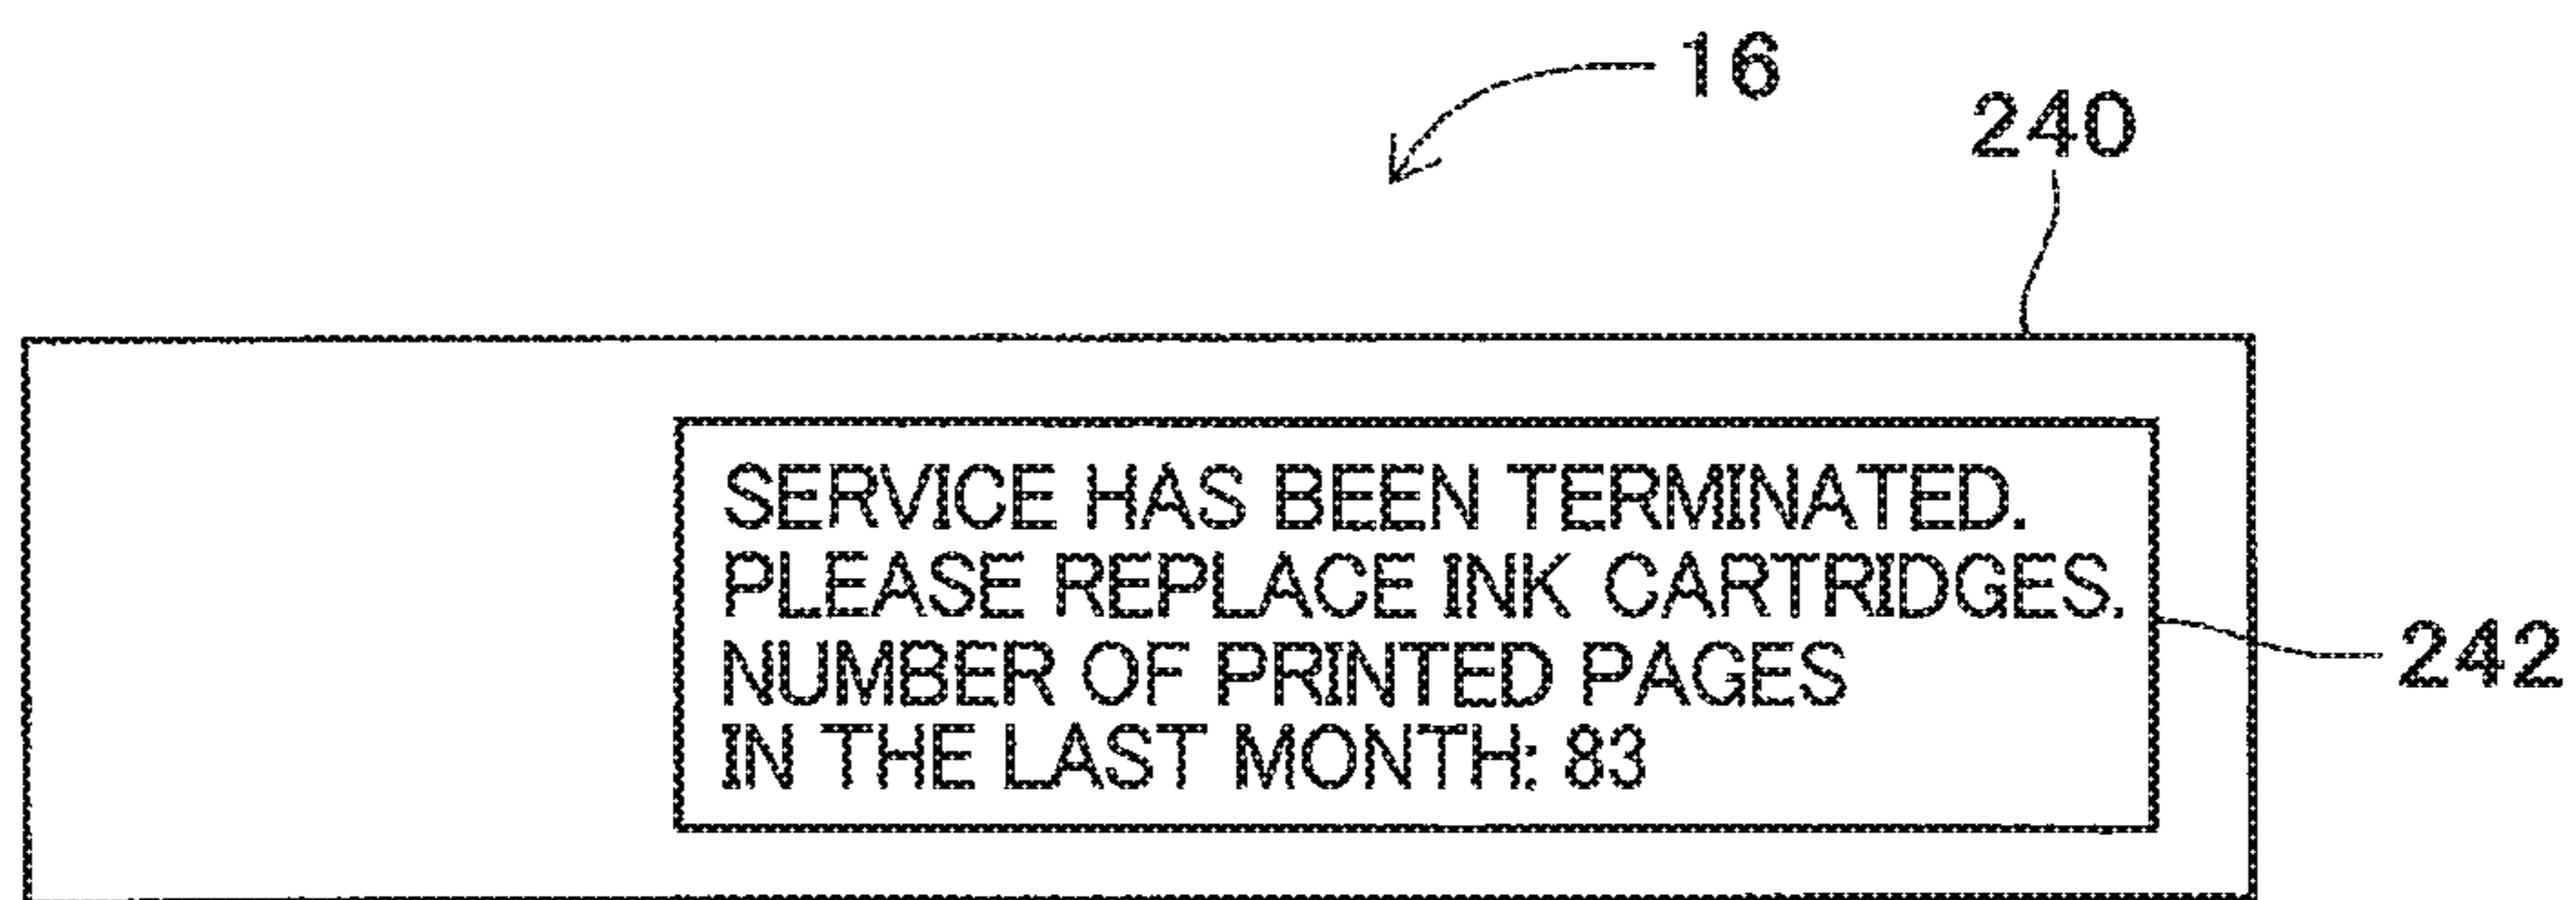 16
240
SERVICE HAS BEEN TERMINATED.
PLEASE REPLACE INK CARTRIDGES.
NUMBER OF PRINTED PAGES
IN THE LAST MONTH: 83
242